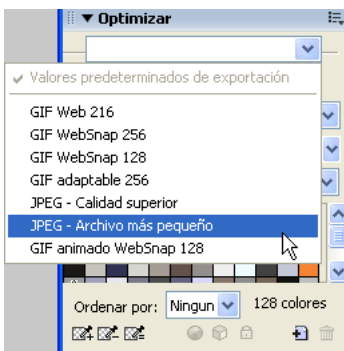 Optimizar
Valores predeterminados de exportación
GIF Web 216
GIF WebSnap 256
GIF WebSnap 128
GIF adaptable 256
JPEG - Calidad superior
JPEG - Archivo más pequeño
GIF animado WebSnap 128
Ordenar por: Ningun 128 colores